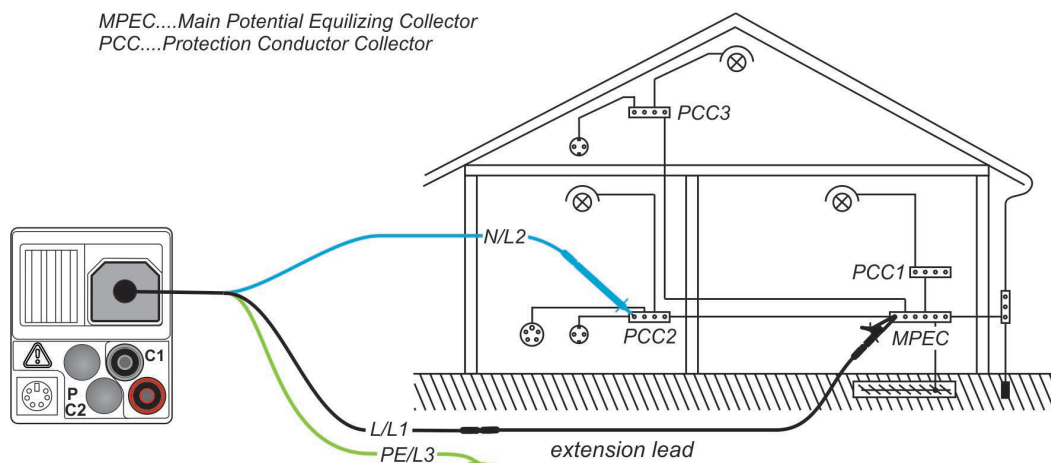 MPEC....Main Potential Equilizing Collector
PCC....Protection Conductor Collector
PCC3
N/L2
PCC1
PCC2
MPEC
C1
P
C2
L/L1
extension lead
PE/L3